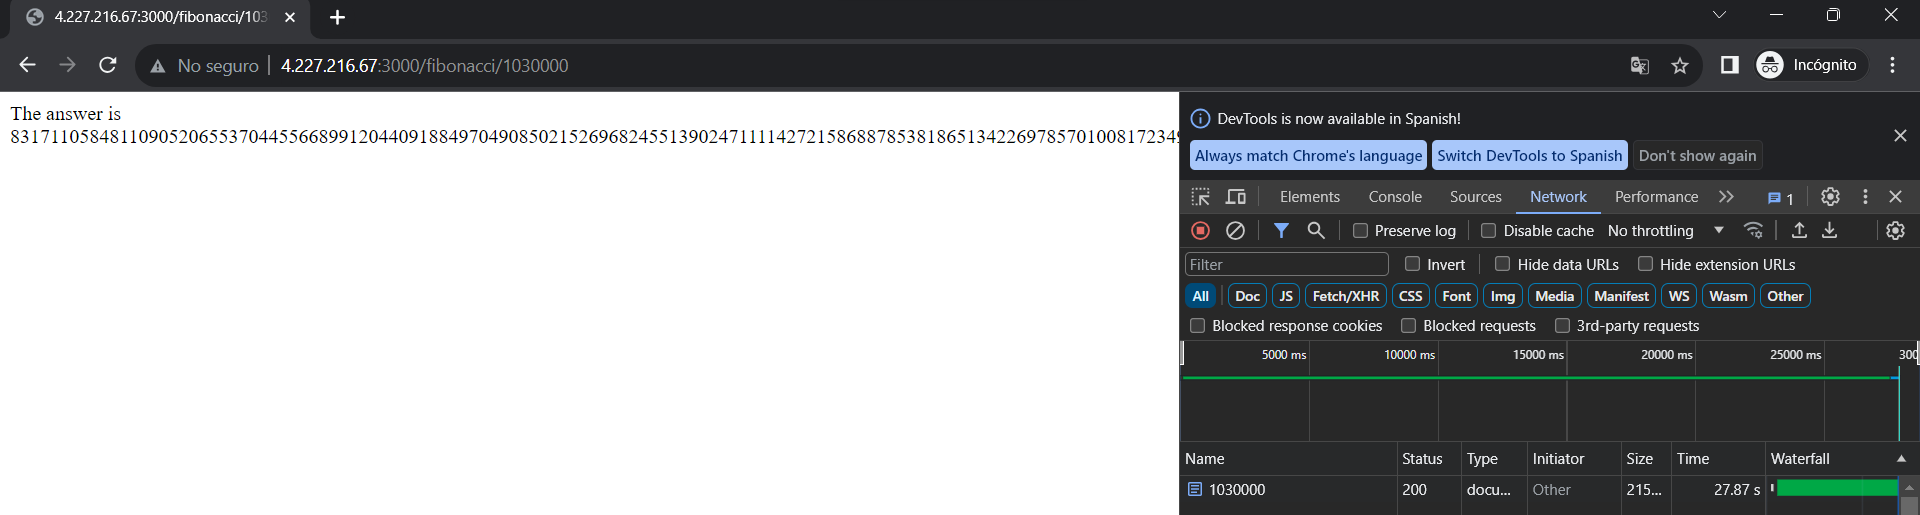 4.227.216.67:3000/fibonacci/103
No seguro 4.227.216.67:3000/fibonacci/1030000 Incógnito
The answer is
DevTools is now available in Spanish!
Always match Chrome's language Switch DevTools to Spanish Don't show again
Elements Console Sources Network Performance 1
Preserve log Disable cache No throttling
Filter Invert Hide data URLs Hide extension URLs
All Doc JS Fetch/XHR CSS Font Img Media Manifest WS Wasm Other
Blocked response cookies Blocked requests 3rd-party requests
5000 ms 10000 ms 15000 ms 20000 ms 25000 ms 300
Name Status Type Initiator Size Time Waterfall
1030000 200 docu... Other 215... 27.87 s